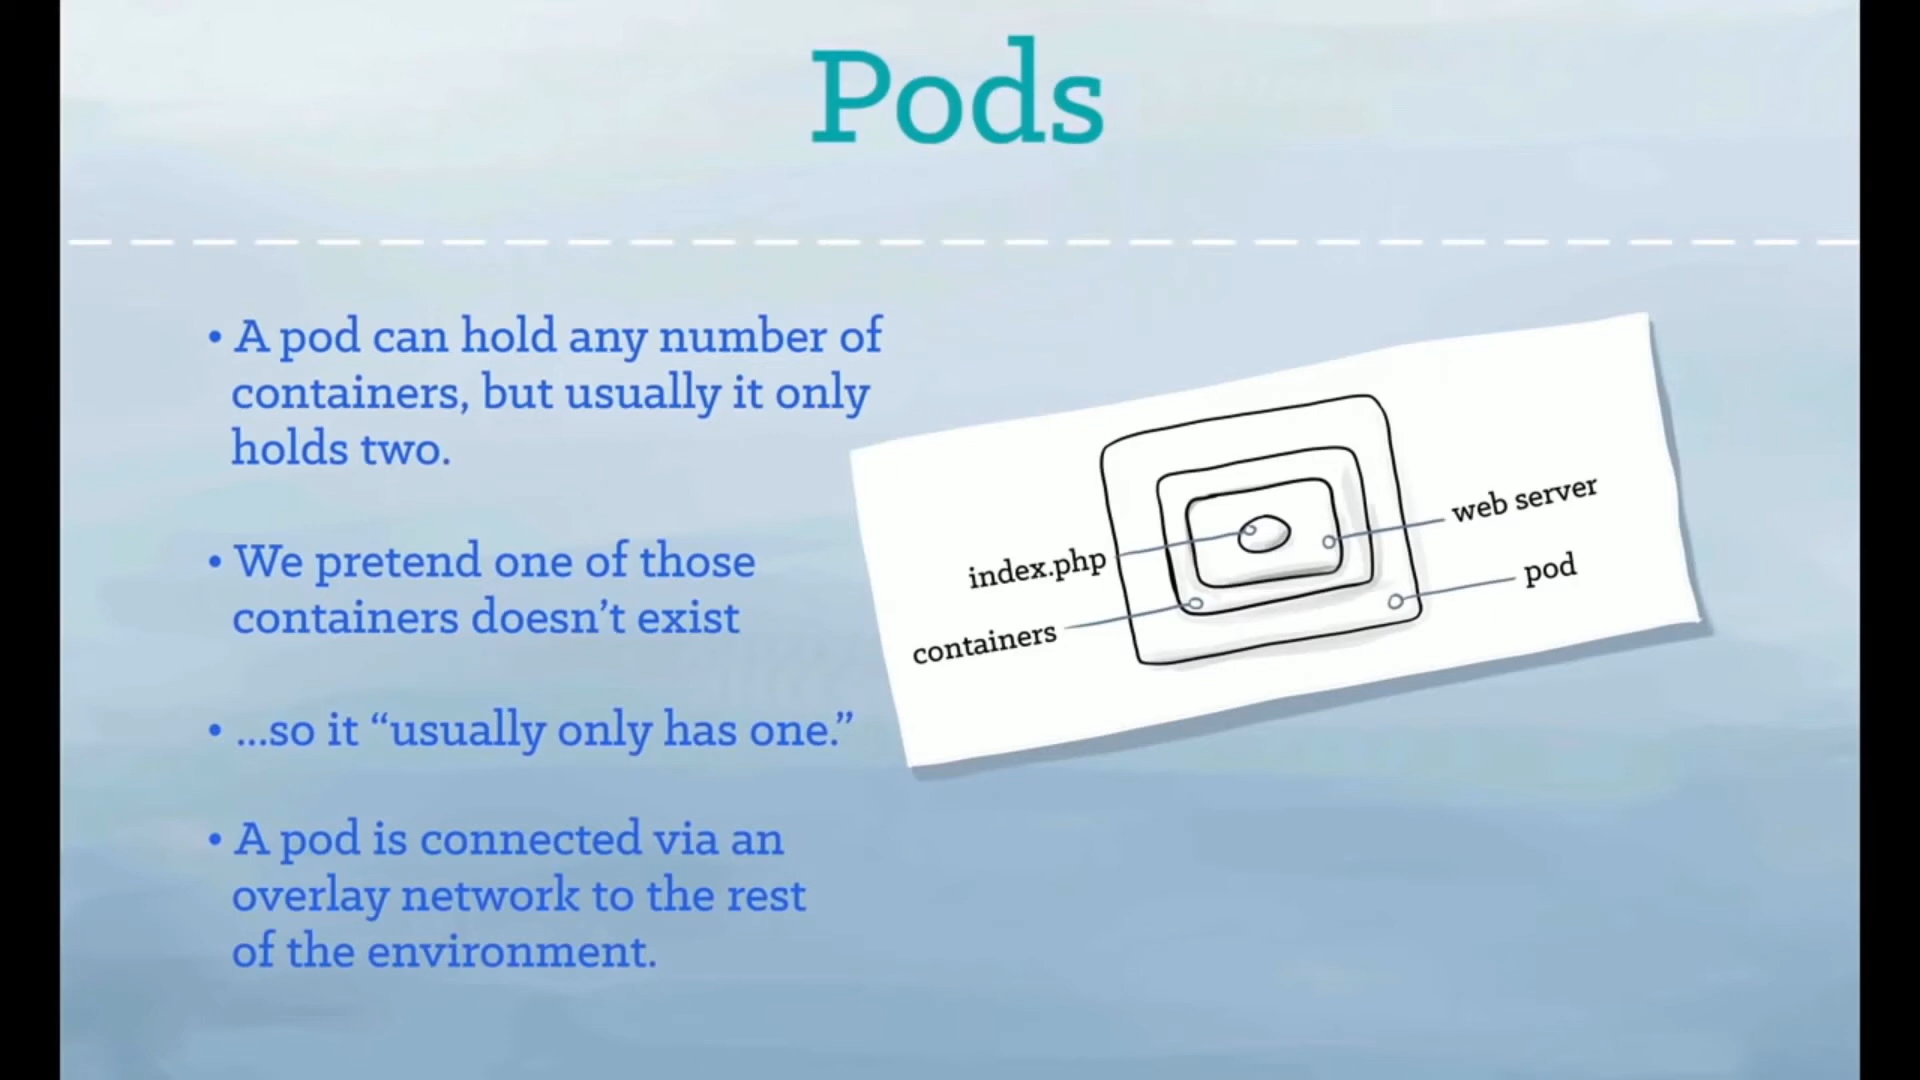 Pods
• A pod can hold any number of
containers, but usually it only
holds two.
• We pretend one of those
containers doesn’t exist
• ...so it “usually only has one.”
• A pod is connected via an
overlay network to the rest
of the environment.
web server
index.php
pod
containers